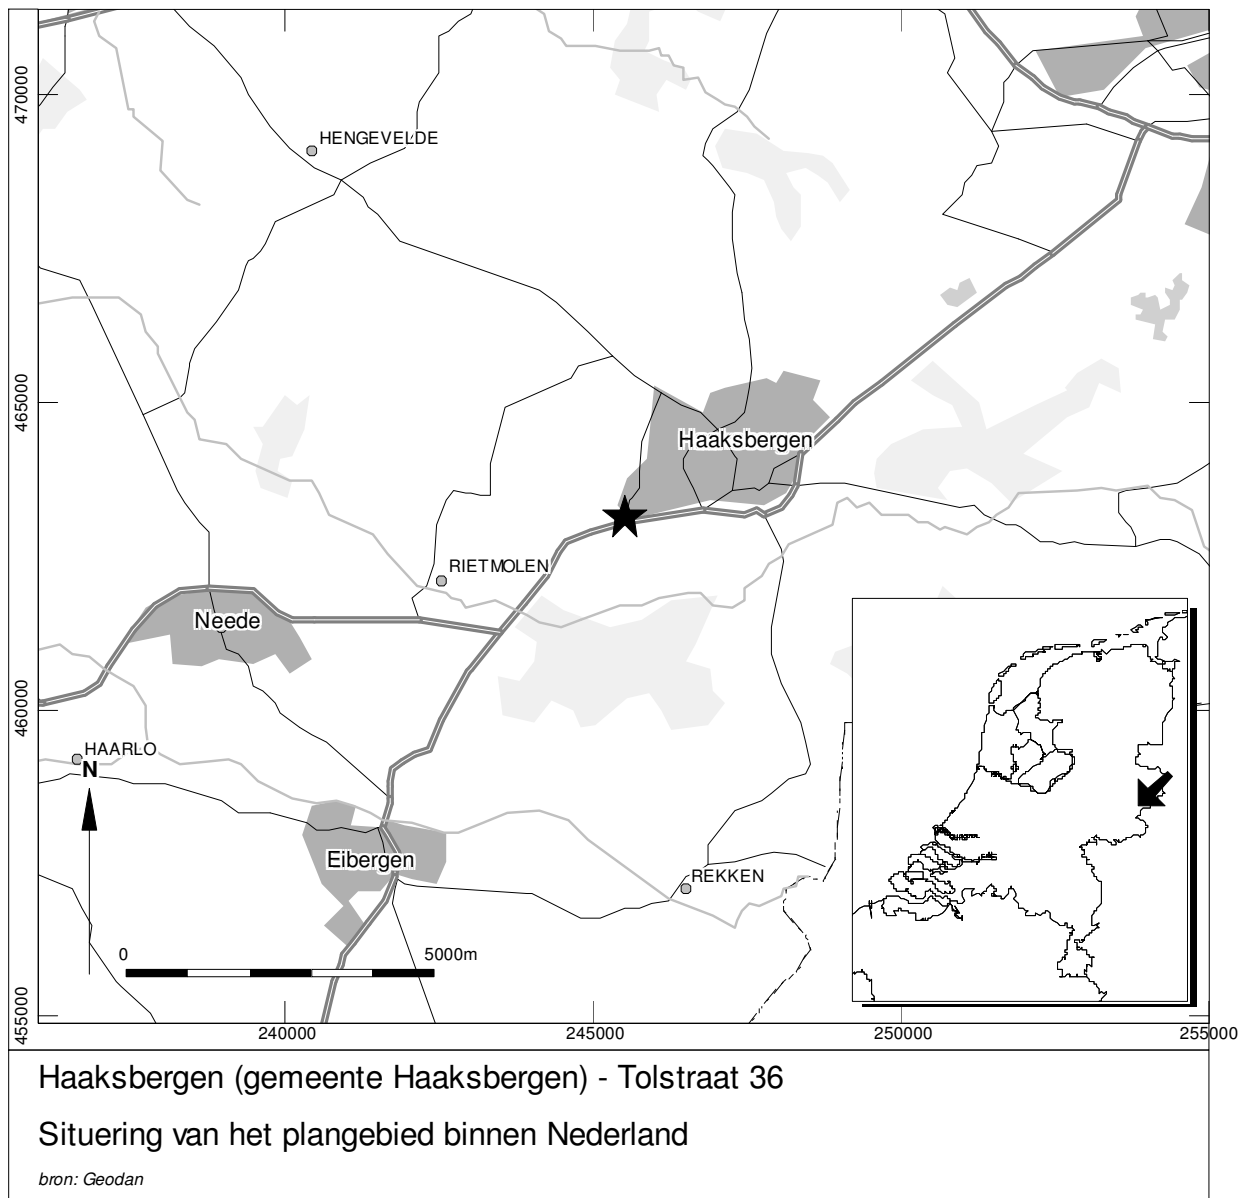 470000
HENGEVELDE
465000
Haaksbergen
RIETMOLEN
Neede
460000
HAARLO
N
Eibergen
REKKEN
0 5000m
455000
240000 245000 250000 255000
Haaksbergen (gemeente Haaksbergen) - Tolstraat 36
Situering van het plangebied binnen Nederland
bron: Geodan